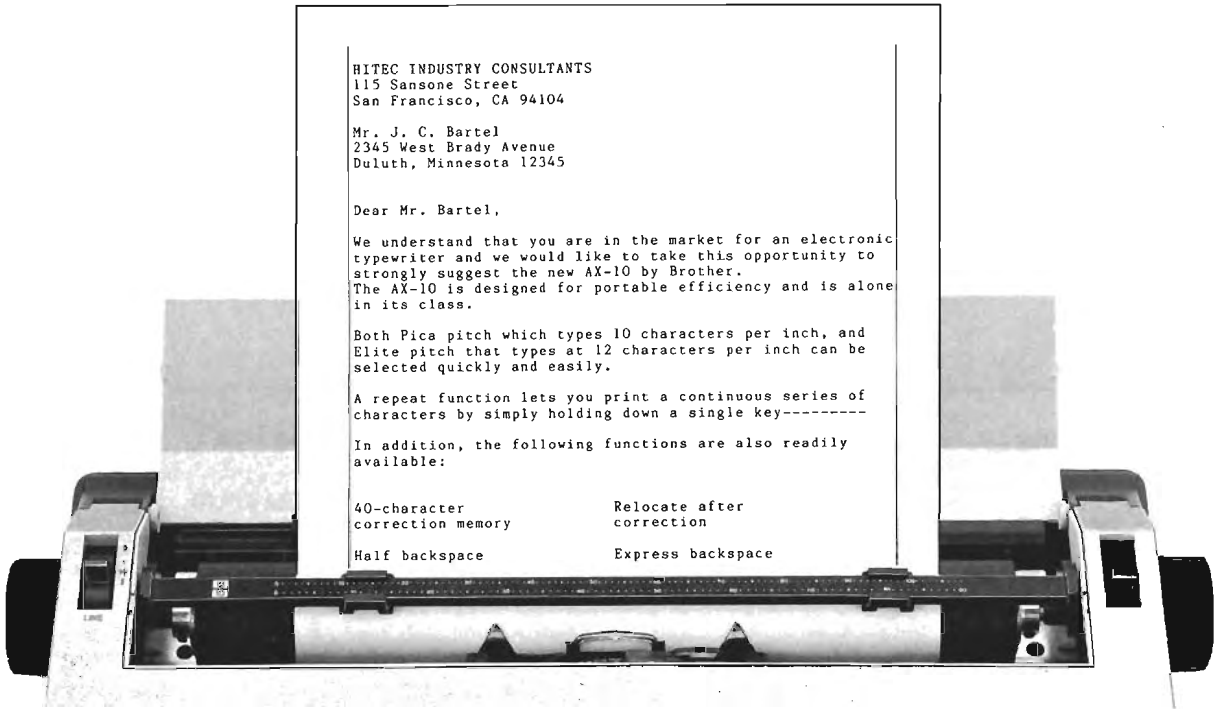 HITEC INDUSTRY CONSULTANTS
115 Sansone Street
San Francisco, CA 94104
Mr. J. C. Bartel
2345 West Brady Avenue
Duluth, Minnesota 12345
Dear Mr. Bartel,
We understand that you are in the market for an electronic
typewriter and we would like to take this opportunity to
strongly suggest the new AX-10 by Brother.
The AX-10 is designed for portable efficiency and is alone
in its class.
Both Pica pitch which types 10 characters per inch, and
Elite pitch that types at 12 characters per inch can be
selected quickly and easily.
A repeat function lets you print a continuous series of
characters by simply holding down a single key---------
In addition, the following functions are also readily
available:
40-character Relocate after
correction memory correction
Half backspace Express backspace
LINE